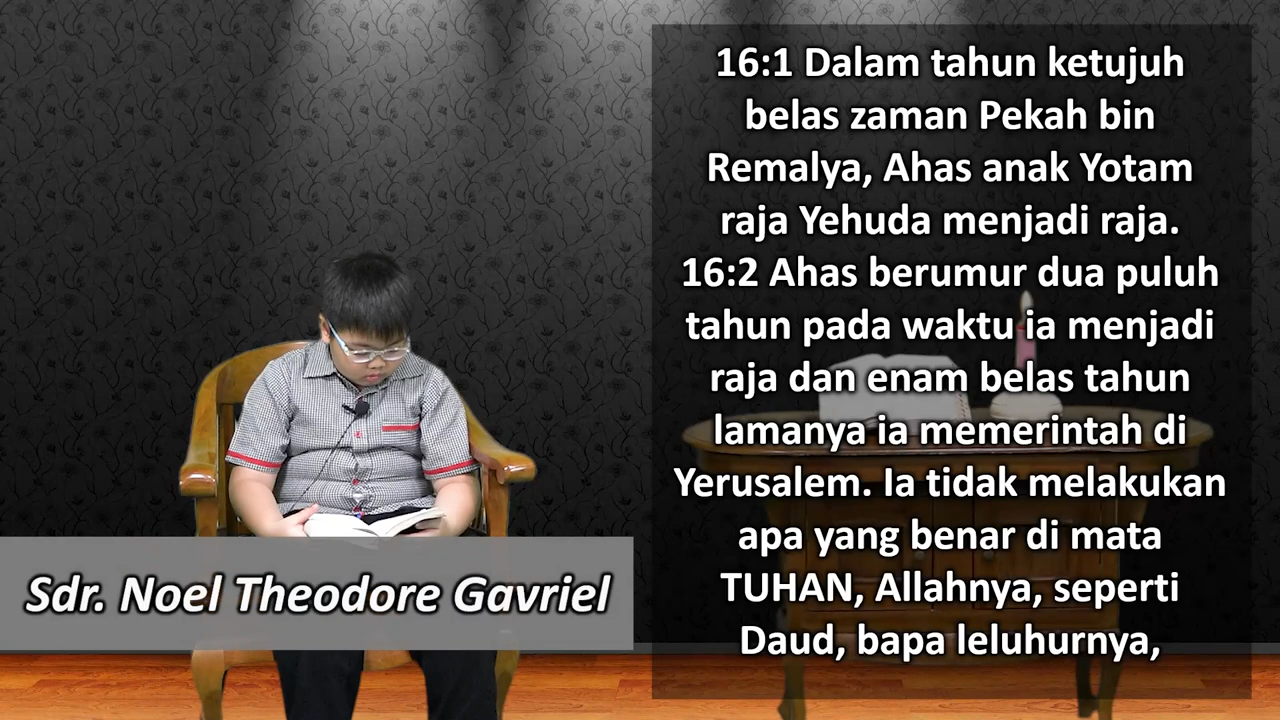 16:1 Dalam tahun ketujuh
belas zaman Pekah bin
Remalya, Ahas anak Yotam
raja Yehuda menjadi raja.
16:2 Ahas berumur dua puluh
tahun pada waktu ia menjadi
raja dan enam belas tahun
lamanya ia memerintah di
Yerusalem. Ia tidak melakukan
apa yang benar di mata
TUHAN, Allahnya, seperti
Daud, bapa leluhurnya,
Sdr. Noel Theodore Gavriel